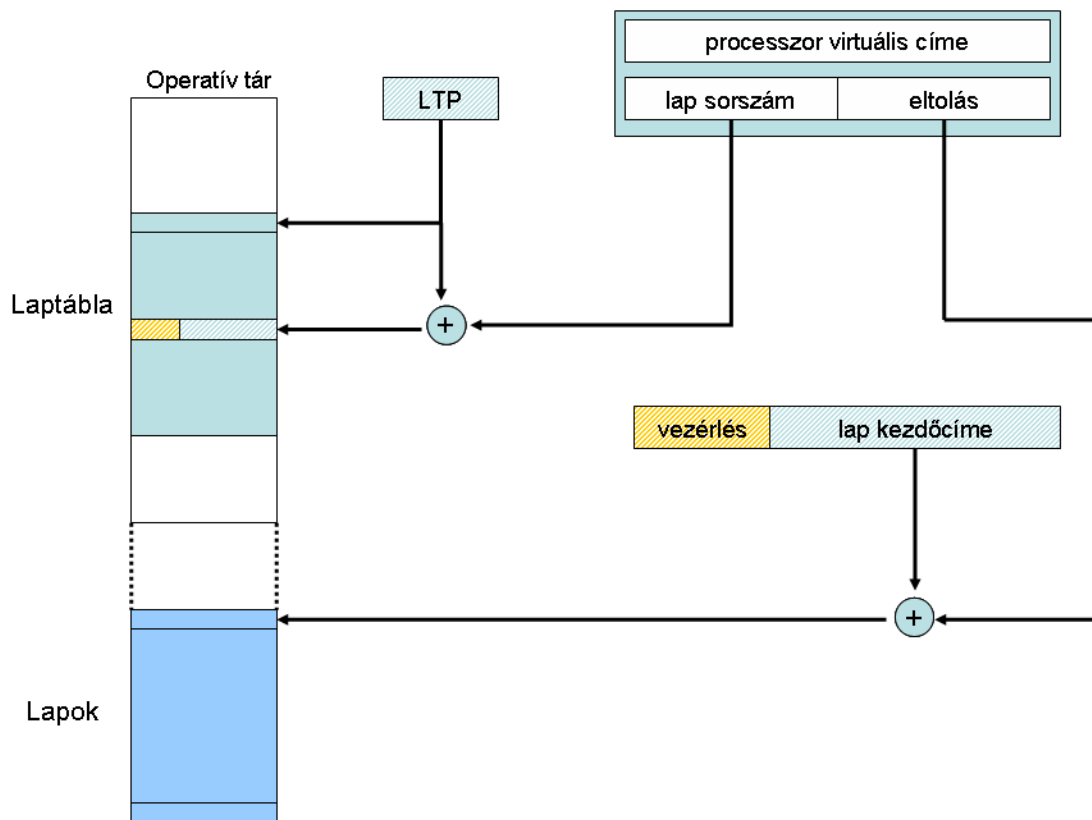 processzor virtuális címe
Operatív tár
LTP
lap sorszám
eltolás
Laptábla
+
vezérlés
lap kezdőcíme
+
Lapok